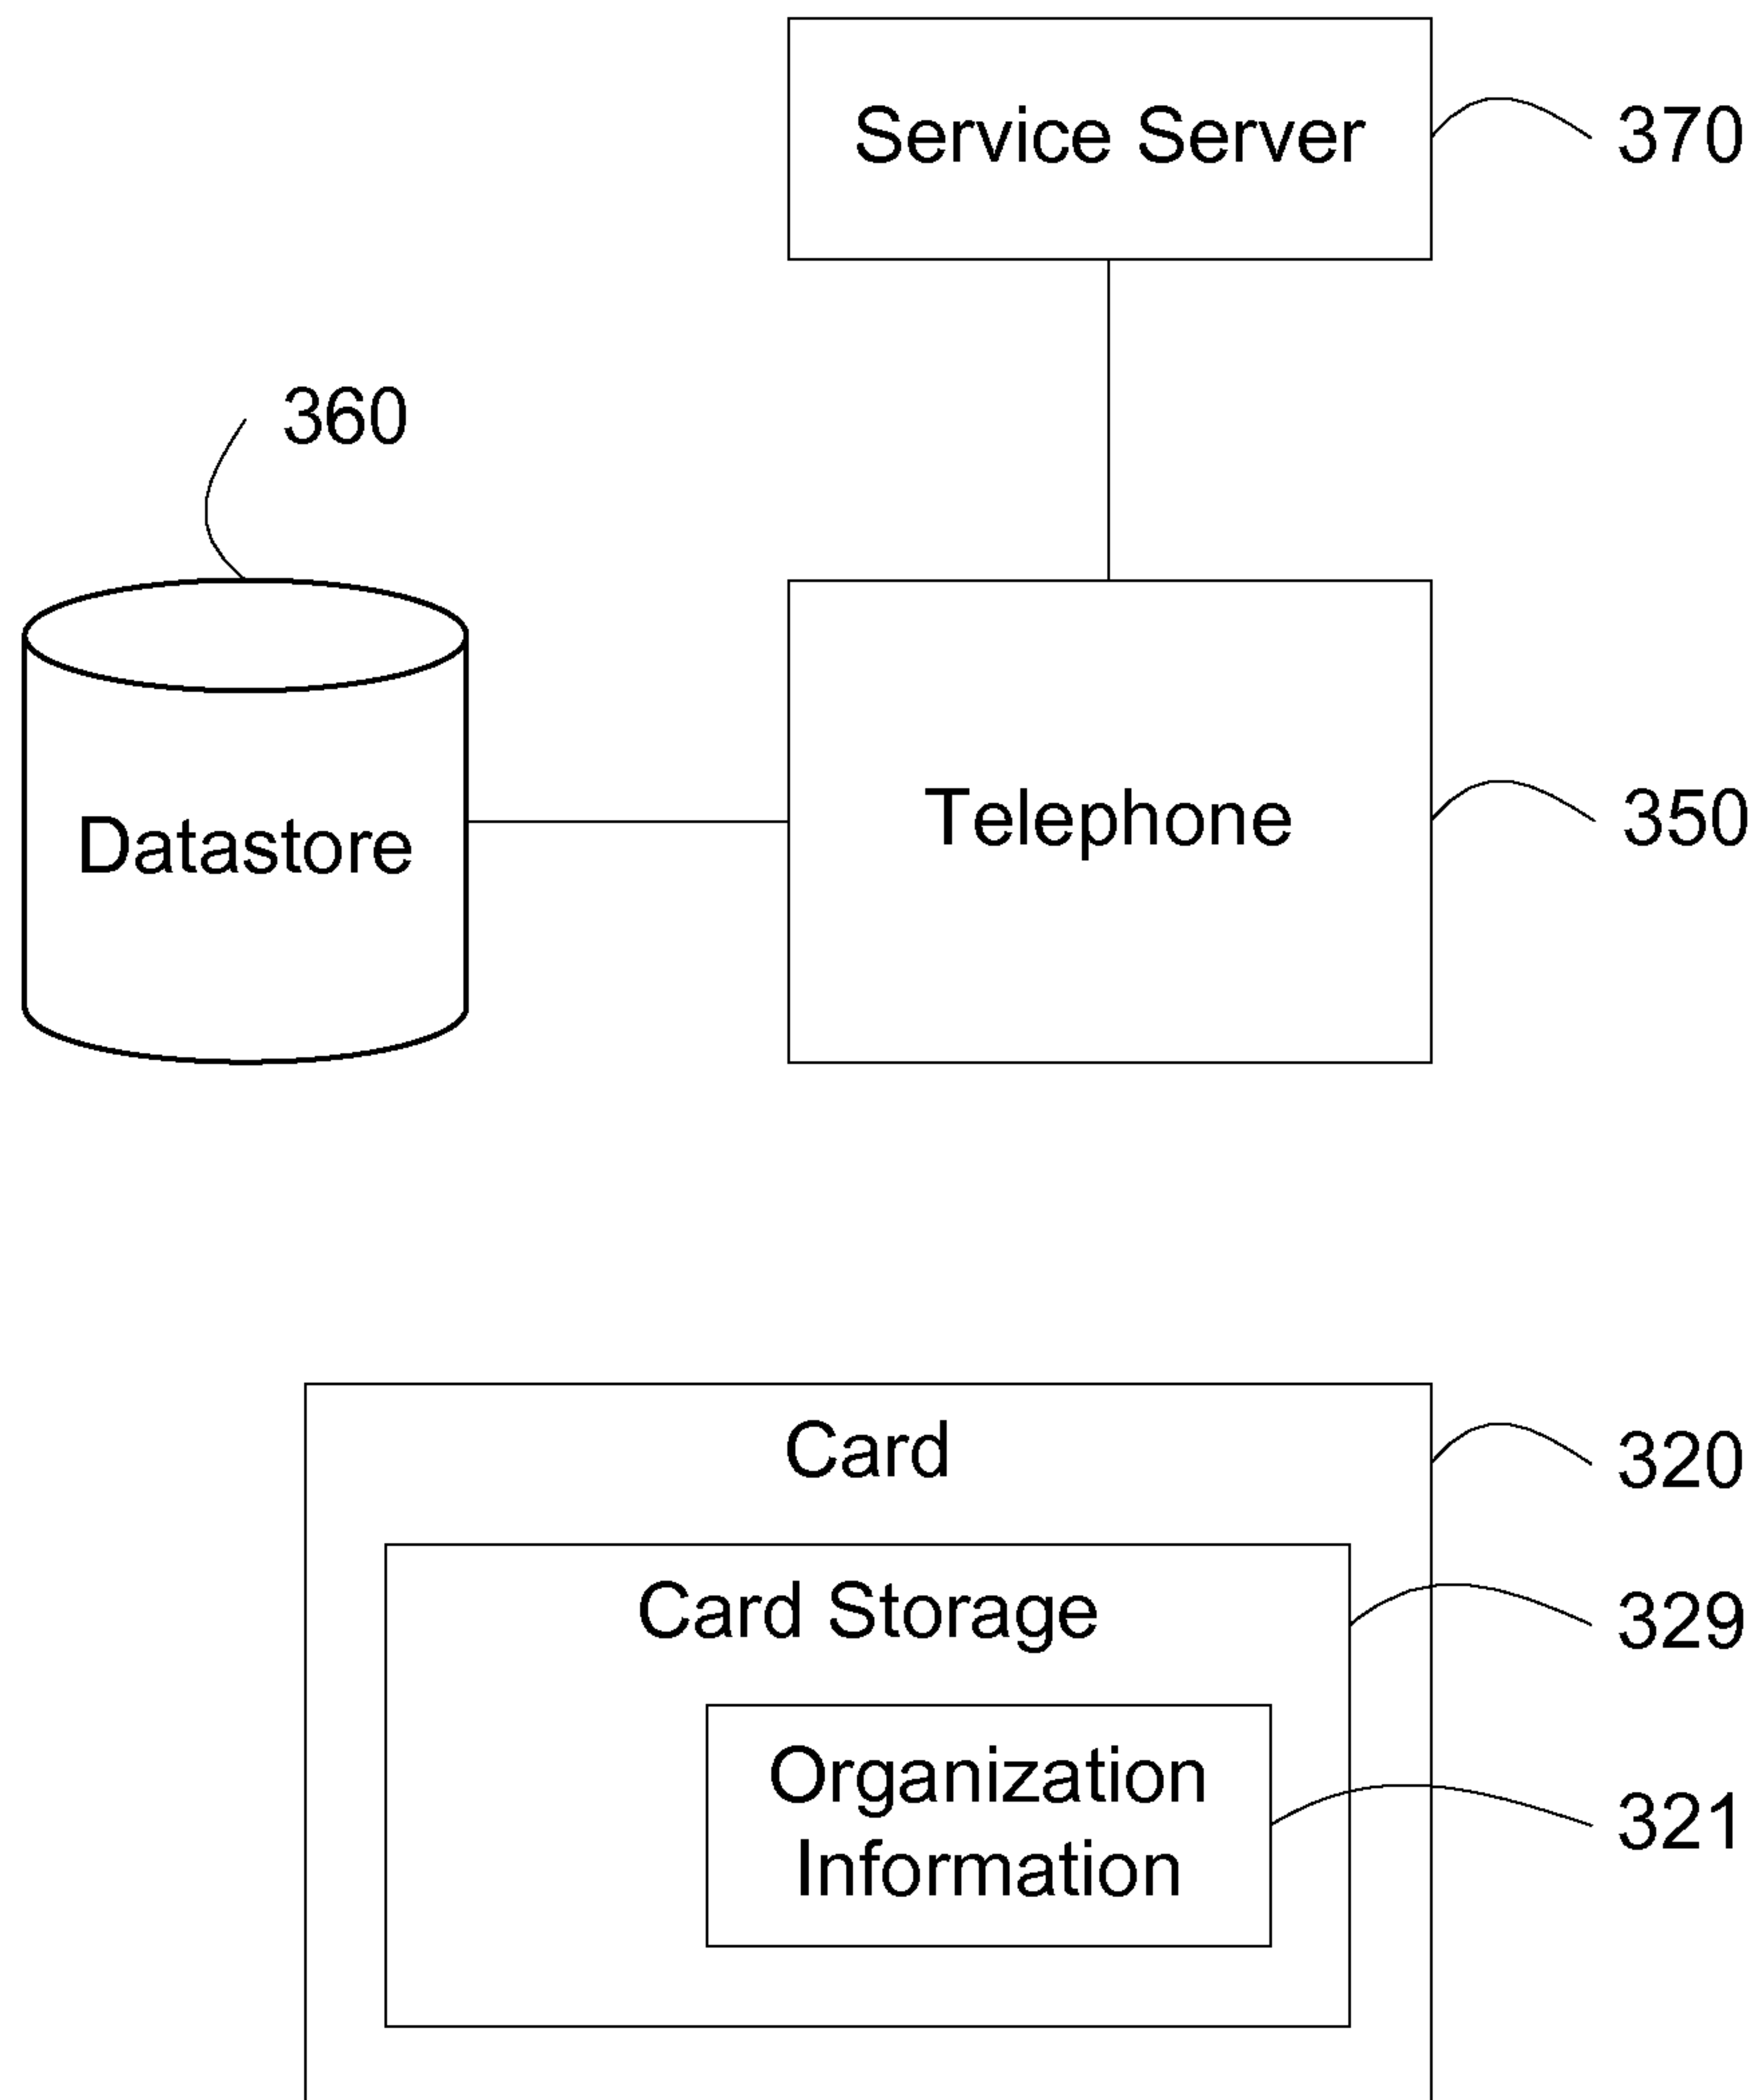 Service Server
370
360
Datastore
Telephone
350
Card
320
Card Storage
329
Organization
Information
321